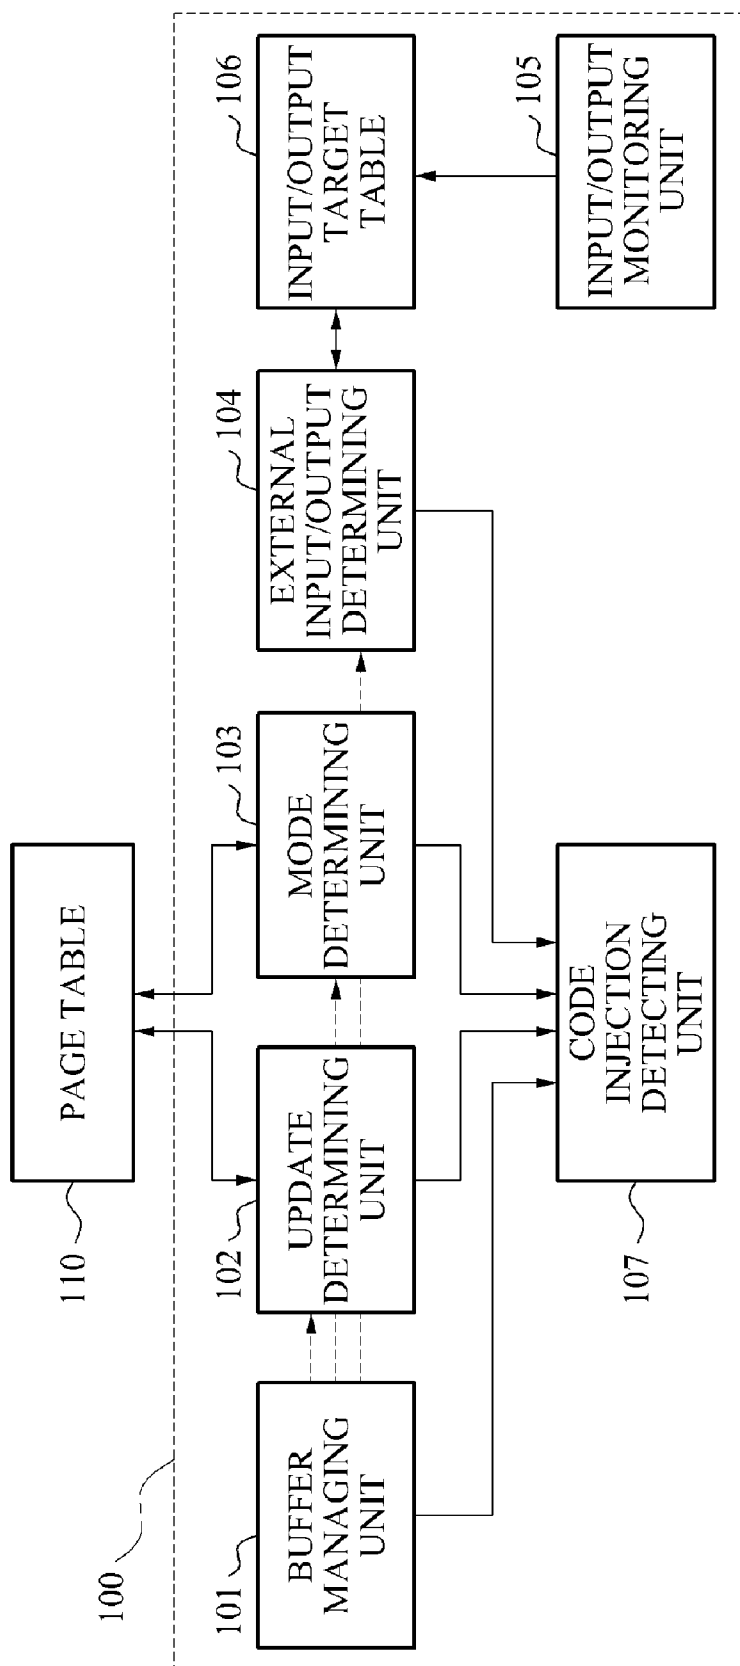 100
110
PAGE TABLE
101
BUFFER
MANAGING
UNIT
102
UPDATE
DETERMINING
UNIT
103
MODE
DETERMINING
UNIT
104
EXTERNAL
INPUT/OUTPUT
DETERMINING
UNIT
106
INPUT/OUTPUT
TARGET
TABLE
107
CODE
INJECTION
DETECTING
UNIT
105
INPUT/OUTPUT
MONITORING
UNIT